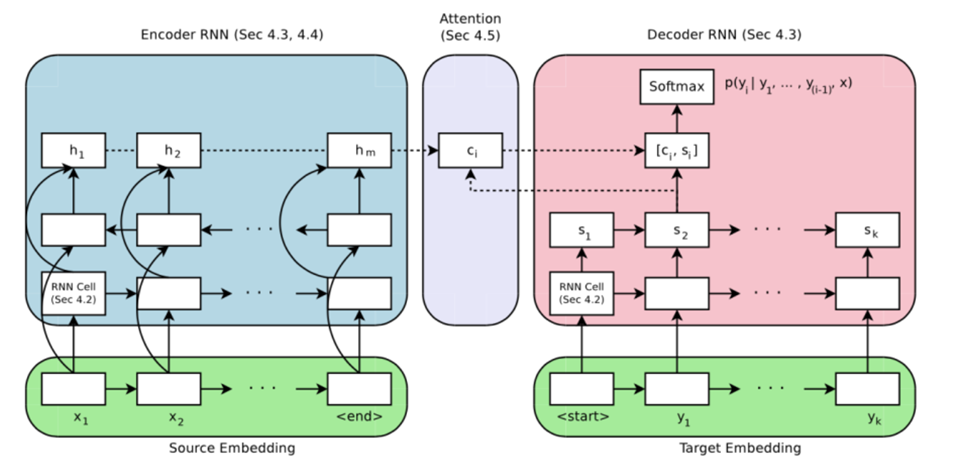 Attention
(Sec 4.5)
Encoder RNN (Sec 4.3, 4.4)
Decoder RNN (Sec 4.3)
Softmax
p(y_i | y_1, ... , y_(i-1), x)
h_1
h_2
h_m
c_i
[c_i, s_i]
. . .
s_1
s_2
. . .
s_k
RNN Cell
(Sec 4.2)
. . .
RNN Cell
(Sec 4.2)
. . .
. . .
. . .
x_1
x_2
<end>
<start>
y_1
y_k
Source Embedding
Target Embedding